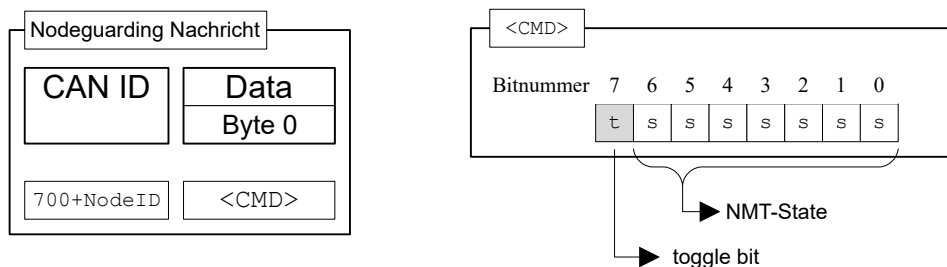 Nodeguarding Nachricht
CAN ID
Data
Byte 0
700+NodeID
<CMD>
<CMD>
Bitnummer 7 6 5 4 3 2 1 0
t s s s s s s s
NMT-State
toggle bit